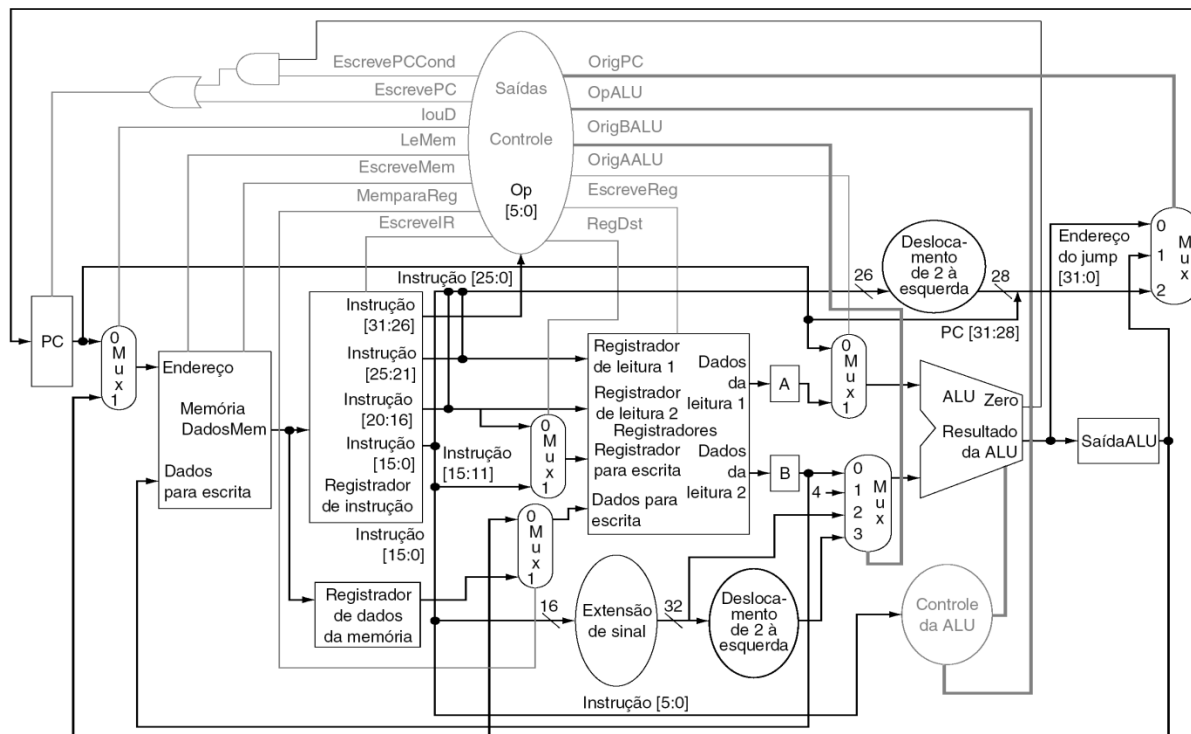 EscrevePCCond
EscrevePC
IouD
LeMem
EscreveMem
MemparaReg
EscreveIR
Saídas
Controle
Op
[5:0]
OrigPC
OpALU
OrigBALU
OrigAALU
EscreveReg
RegDst
Instrução [25:0]
26
Desloca-
mento
de 2 à
esquerda
28
PC [31:28]
Endereço
do jump
[31:0]
0
1
2
M
u
x
PC
0
M
u
x
1
Endereço
Memória
DadosMem
Dados
para escrita
Instrução
[31:26]
Instrução
[25:21]
Instrução
[20:16]
Instrução
[15:0]
Registrador
de instrução
Instrução
[15:11]
Instrução
[15:0]
0
M
u
x
1
0
M
u
x
1
Registrador
de leitura 1
Registrador
de leitura 2
Registradores
Registrador
para escrita
Dados para
escrita
Dados
da
leitura 1
Dados
da
leitura 2
A
B
0
M
u
x
1
4
0
1
2
3
M
u
x
ALU
Zero
Resultado
da ALU
SaídaALU
Registrador
de dados
da memória
16
Extensão
de sinal
32
Desloca-
mento
de 2 à
esquerda
Controle
da ALU
Instrução [5:0]